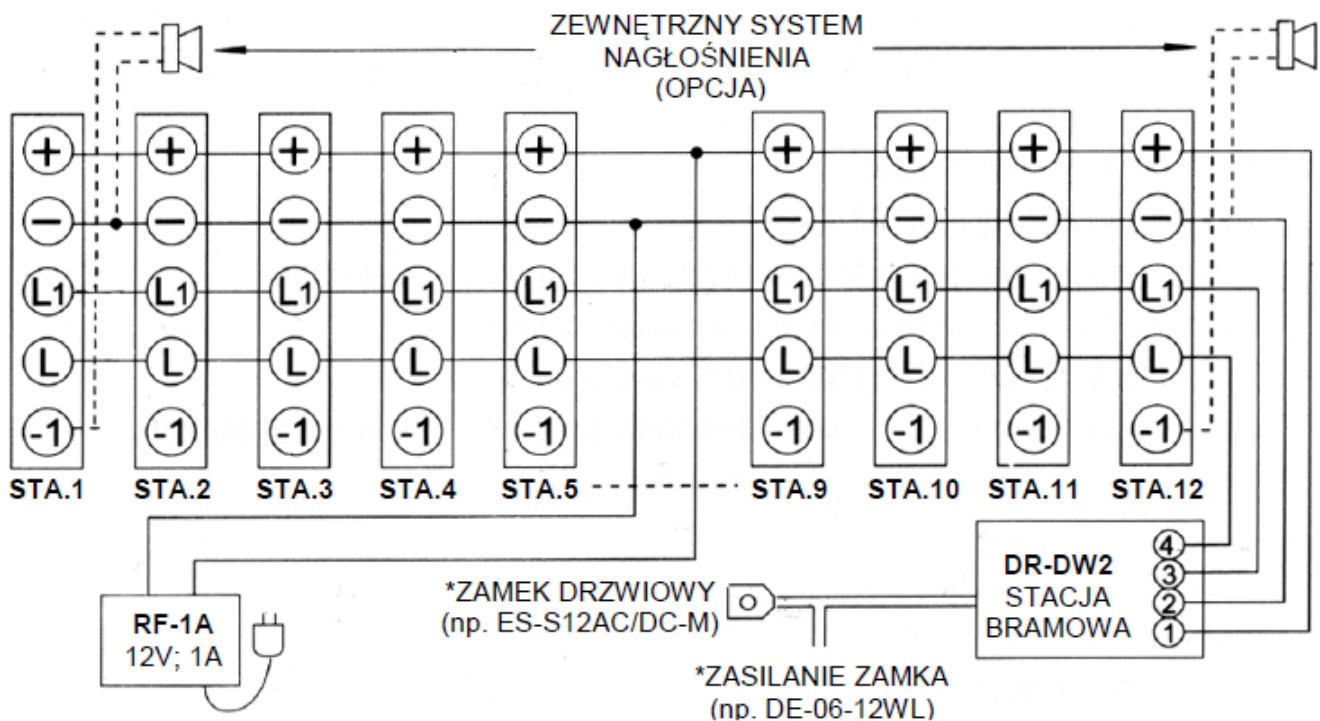 ZEWNĘTRZNY SYSTEM
NAGŁOŚNIENIA
(OPCJA)
+ + + + + + + + +
− − − − − − − − −
L1 L1 L1 L1 L1 L1 L1 L1 L1
L L L L L L L L L
-1 -1 -1 -1 -1 -1 -1 -1 -1
STA.1 STA.2 STA.3 STA.4 STA.5 STA.9 STA.10 STA.11 STA.12
RF-1A
12V; 1A
*ZAMEK DRZWIOWY
(np. ES-S12AC/DC-M)
*ZASILANIE ZAMKA
(np. DE-06-12WL)
DR-DW2
STACJA
BRAMOWA
4
3
2
1